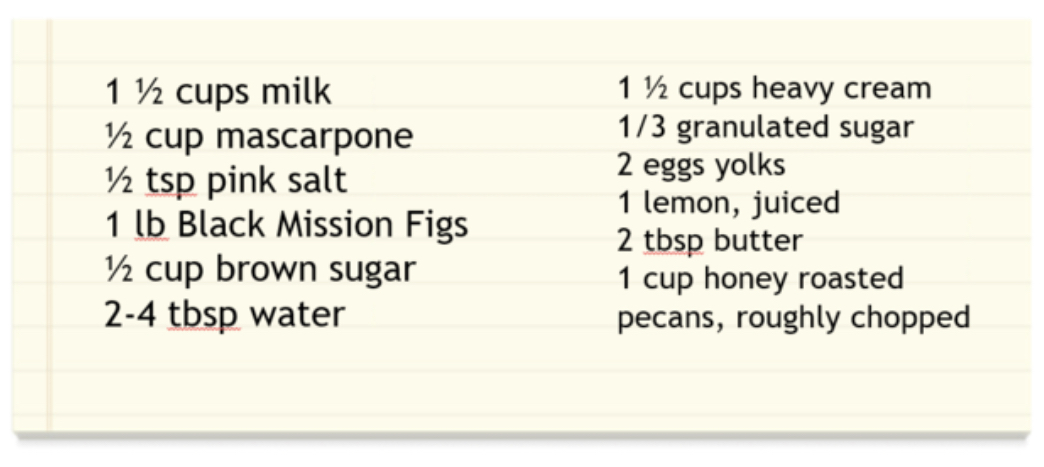 1 ½ cups milk
½ cup mascarpone
½ tsp pink salt
1 lb Black Mission Figs
½ cup brown sugar
2-4 tbsp water
1 ½ cups heavy cream
1/3 granulated sugar
2 eggs yolks
1 lemon, juiced
2 tbsp butter
1 cup honey roasted
pecans, roughly chopped